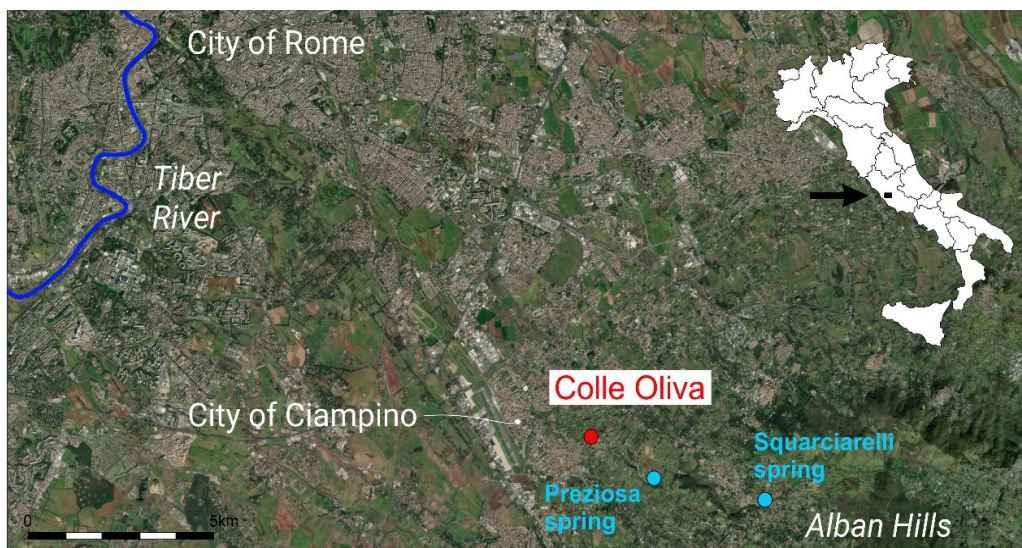 City of Rome
Tiber
River
Colle Oliva
City of Ciampino
Squarciarelli
spring
Preziosa
spring
0 5km
Alban Hills